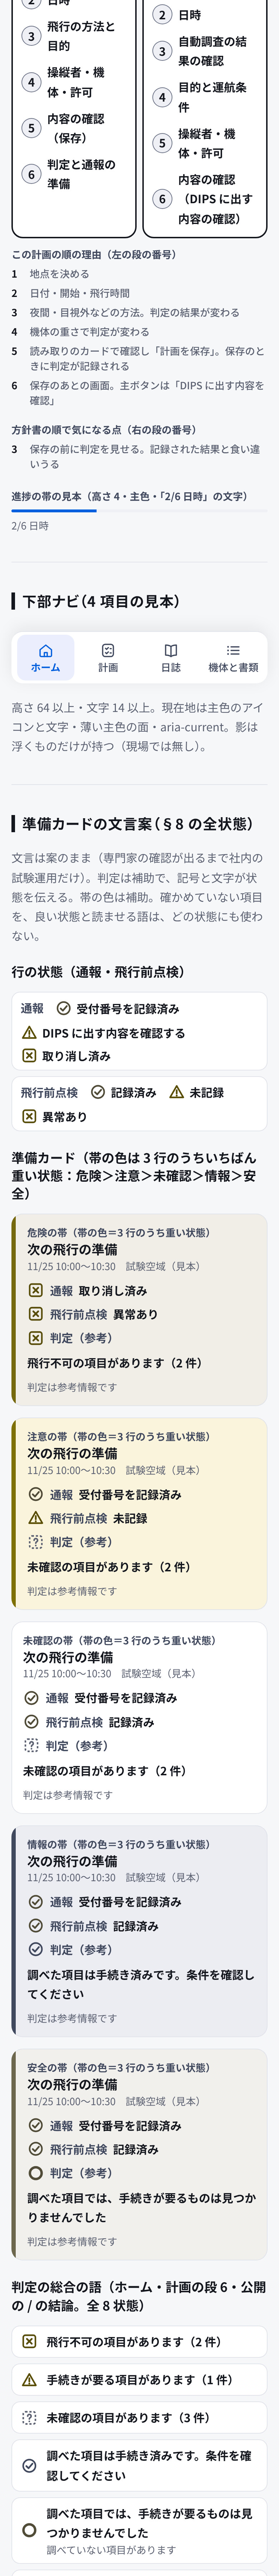 2 日時
3 飛行の方法と
目的
4 操縦者・機
体・許可
5 内容の確認
（保存）
6 判定と通報の
準備
2 日時
3 自動調査の結
果の確認
4 目的と運航条
件
5 操縦者・機
体・許可
6 内容の確認
（DIPS に出す
内容の確認）
この計画の順の理由（左の段の番号）
1 地点を決める
2 日付・開始・飛行時間
3 夜間・目視外などの方法。判定の結果が変わる
4 機体の重さで判定が変わる
5 読み取りのカードで確認し「計画を保存」。保存のと
きに判定が記録される
6 保存のあとの画面。主ボタンは「DIPS に出す内容を
確認」
方針書の順で気になる点（右の段の番号）
3 保存の前に判定を見せる。記録された結果と食い違
いうる
進捗の帯の見本（高さ 4・主色・「2/6 日時」の文字）
2/6 日時
下部ナビ（4 項目の見本）
ホーム 計画 日誌 機体と書類
高さ 64 以上・文字 14 以上。現在地は主色のアイ
コンと文字・薄い主色の面・aria-current。影は
浮くものだけが持つ（現場では無し）。
準備カードの文言案（§8 の全状態）
文言は案のまま（専門家の確認が出るまで社内の
試験運用だけ）。判定は補助で、記号と文字が状
態を伝える。帯の色は補助。確かめていない項目
を、良い状態と読ませる語は、どの状態にも使わ
ない。
行の状態（通報・飛行前点検）
通報 受付番号を記録済み
DIPS に出す内容を確認する
取り消し済み
飛行前点検 記録済み 未記録
異常あり
準備カード（帯の色は 3 行のうちいちばん
重い状態：危険＞注意＞未確認＞情報＞安
全）
危険の帯（帯の色＝3 行のうち重い状態）
次の飛行の準備
11/25 10:00〜10:30 試験空域（見本）
通報 取り消し済み
飛行前点検 異常あり
判定（参考）
飛行不可の項目があります（2 件）
判定は参考情報です
注意の帯（帯の色＝3 行のうち重い状態）
次の飛行の準備
11/25 10:00〜10:30 試験空域（見本）
通報 受付番号を記録済み
飛行前点検 未記録
判定（参考）
未確認の項目があります（2 件）
判定は参考情報です
未確認の帯（帯の色＝3 行のうち重い状態）
次の飛行の準備
11/25 10:00〜10:30 試験空域（見本）
通報 受付番号を記録済み
飛行前点検 記録済み
判定（参考）
未確認の項目があります（2 件）
判定は参考情報です
情報の帯（帯の色＝3 行のうち重い状態）
次の飛行の準備
11/25 10:00〜10:30 試験空域（見本）
通報 受付番号を記録済み
飛行前点検 記録済み
判定（参考）
調べた項目は手続き済みです。条件を確認し
てください
判定は参考情報です
安全の帯（帯の色＝3 行のうち重い状態）
次の飛行の準備
11/25 10:00〜10:30 試験空域（見本）
通報 受付番号を記録済み
飛行前点検 記録済み
判定（参考）
調べた項目では、手続きが要るものは見つか
りませんでした
判定は参考情報です
判定の総合の語（ホーム・計画の段 6・公開
の / の結論。全 8 状態）
飛行不可の項目があります（2 件）
手続きが要る項目があります（1 件）
未確認の項目があります（3 件）
調べた項目は手続き済みです。条件を確
認してください
調べた項目では、手続きが要るものは見
つかりませんでした
調べていない項目があります